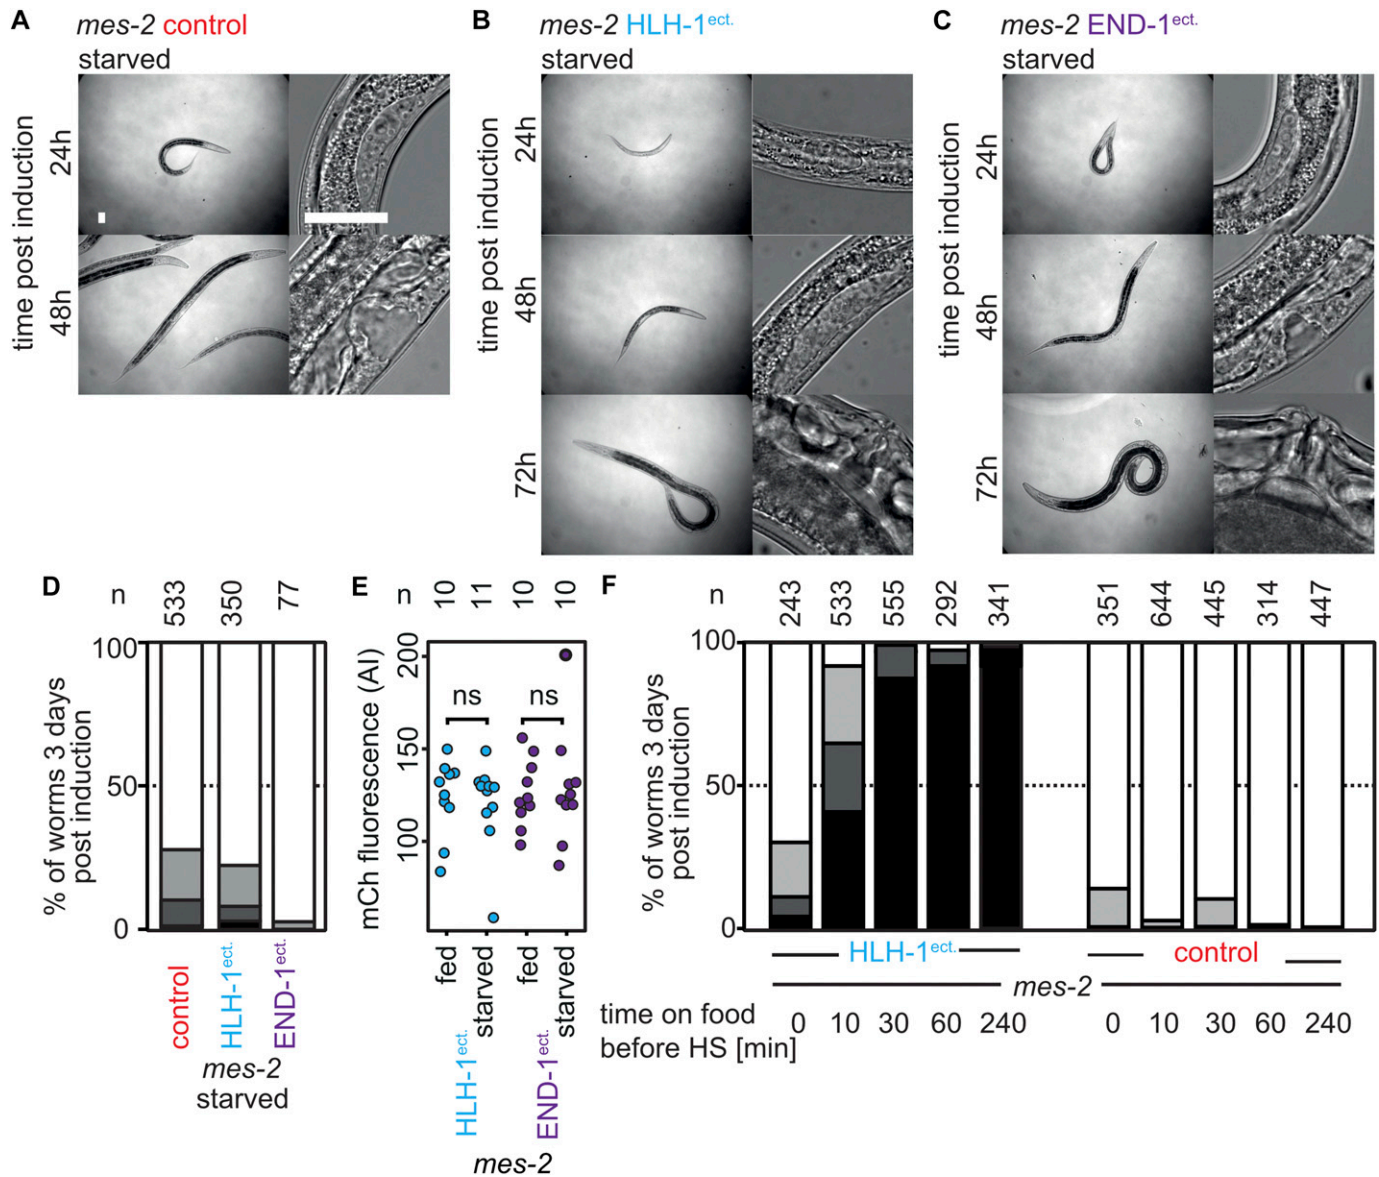 A
mes-2 control
starved
time post induction
24h
48h
B
mes-2 HLH-1ect.
starved
time post induction
24h
48h
72h
C
mes-2 END-1ect.
starved
time post induction
24h
48h
72h
D
n
533
350
77
% of worms 3 days
post induction
100
50
0
control
HLH-1ect.
END-1ect.
mes-2
starved
E
n
10
11
10
10
mCh fluorescence (AI)
200
150
100
ns
ns
fed
starved
fed
starved
HLH-1ect.
END-1ect.
mes-2
F
n
243
533
555
292
341
351
644
445
314
447
% of worms 3 days
post induction
100
50
0
HLH-1ect.
control
mes-2
time on food
before HS [min]
0 10 30 60 240 0 10 30 60 240